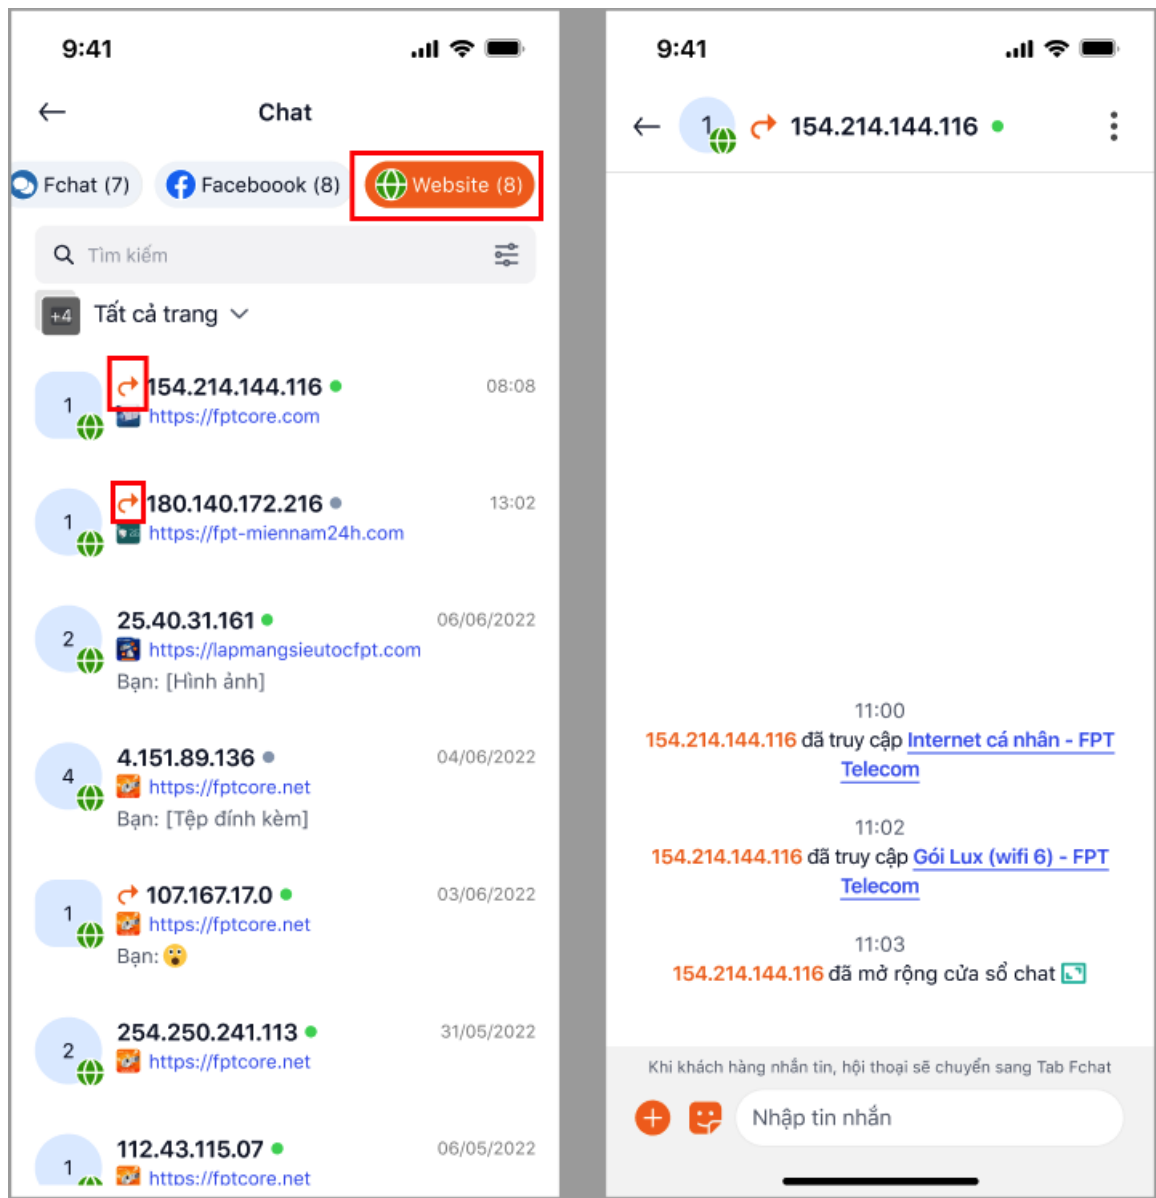 9:41
Chat
Fchat (7)
Faceboook (8)
Website (8)
Tìm kiếm
+4
Tất cả trang
1
154.214.144.116
08:08
https://fptcore.com
1
180.140.172.216
13:02
https://fpt-miennam24h.com
2
25.40.31.161
06/06/2022
https://lapmangsieutocfpt.com
Bạn: [Hình ảnh]
4
4.151.89.136
04/06/2022
https://fptcore.net
Bạn: [Tệp dính kèm]
1
107.167.17.0
03/06/2022
https://fptcore.net
Bạn: 😮
2
254.250.241.113
31/05/2022
https://fptcore.net
1
112.43.115.07
06/05/2022
https://fptcore.net
9:41
1
154.214.144.116
11:00
154.214.144.116 đã truy cập Internet cá nhân - FPT
Telecom
11:02
154.214.144.116 đã truy cập Gói Lux (wifi 6) - FPT
Telecom
11:03
154.214.144.116 đã mở rộng cửa sổ chat
Khi khách hàng nhắn tin, hội thoại sẽ chuyển sang Tab Fchat
Nhập tin nhắn